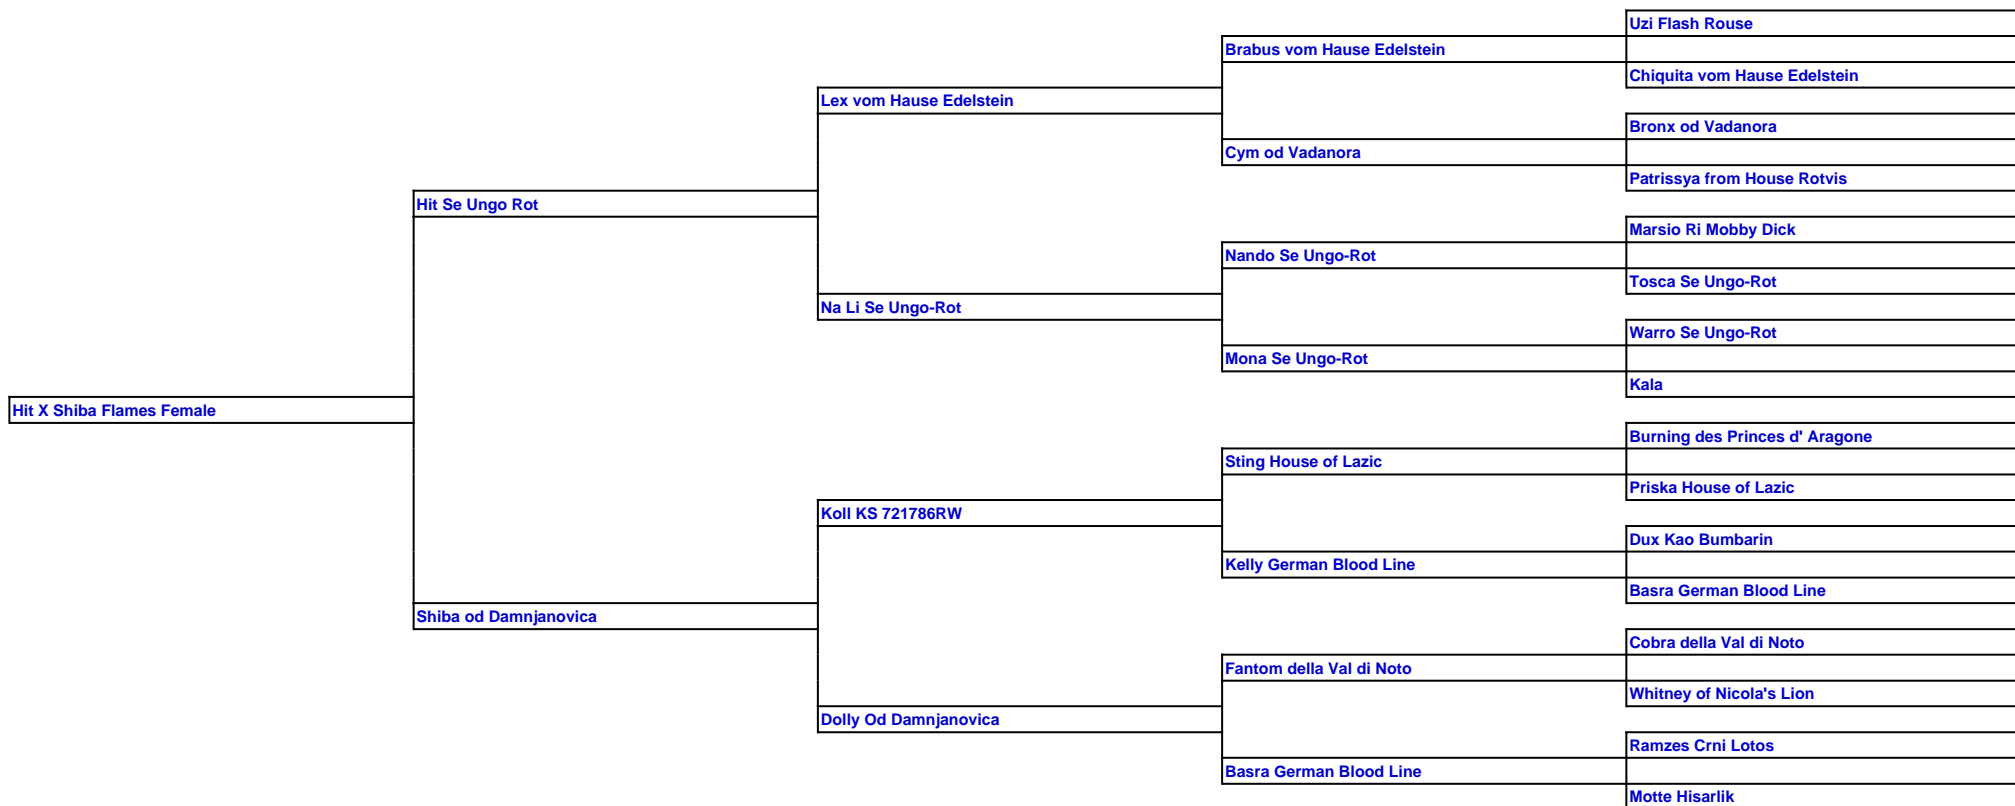 Uzi Flash Rouse
Brabus vom Hause Edelstein
Chiquita vom Hause Edelstein
Lex vom Hause Edelstein
Bronx od Vadanora
Cym od Vadanora
Patrissya from House Rotvis
Hit Se Ungo Rot
Marsio Ri Mobby Dick
Nando Se Ungo-Rot
Tosca Se Ungo-Rot
Na Li Se Ungo-Rot
Warro Se Ungo-Rot
Mona Se Ungo-Rot
Kala
Hit X Shiba Flames Female
Burning des Princes d' Aragone
Sting House of Lazic
Priska House of Lazic
Koll KS 721786RW
Dux Kao Bumbarin
Kelly German Blood Line
Basra German Blood Line
Shiba od Damnjanovica
Cobra della Val di Noto
Fantom della Val di Noto
Whitney of Nicola's Lion
Dolly Od Damnjanovica
Ramzes Crni Lotos
Basra German Blood Line
Motte Hisarlik